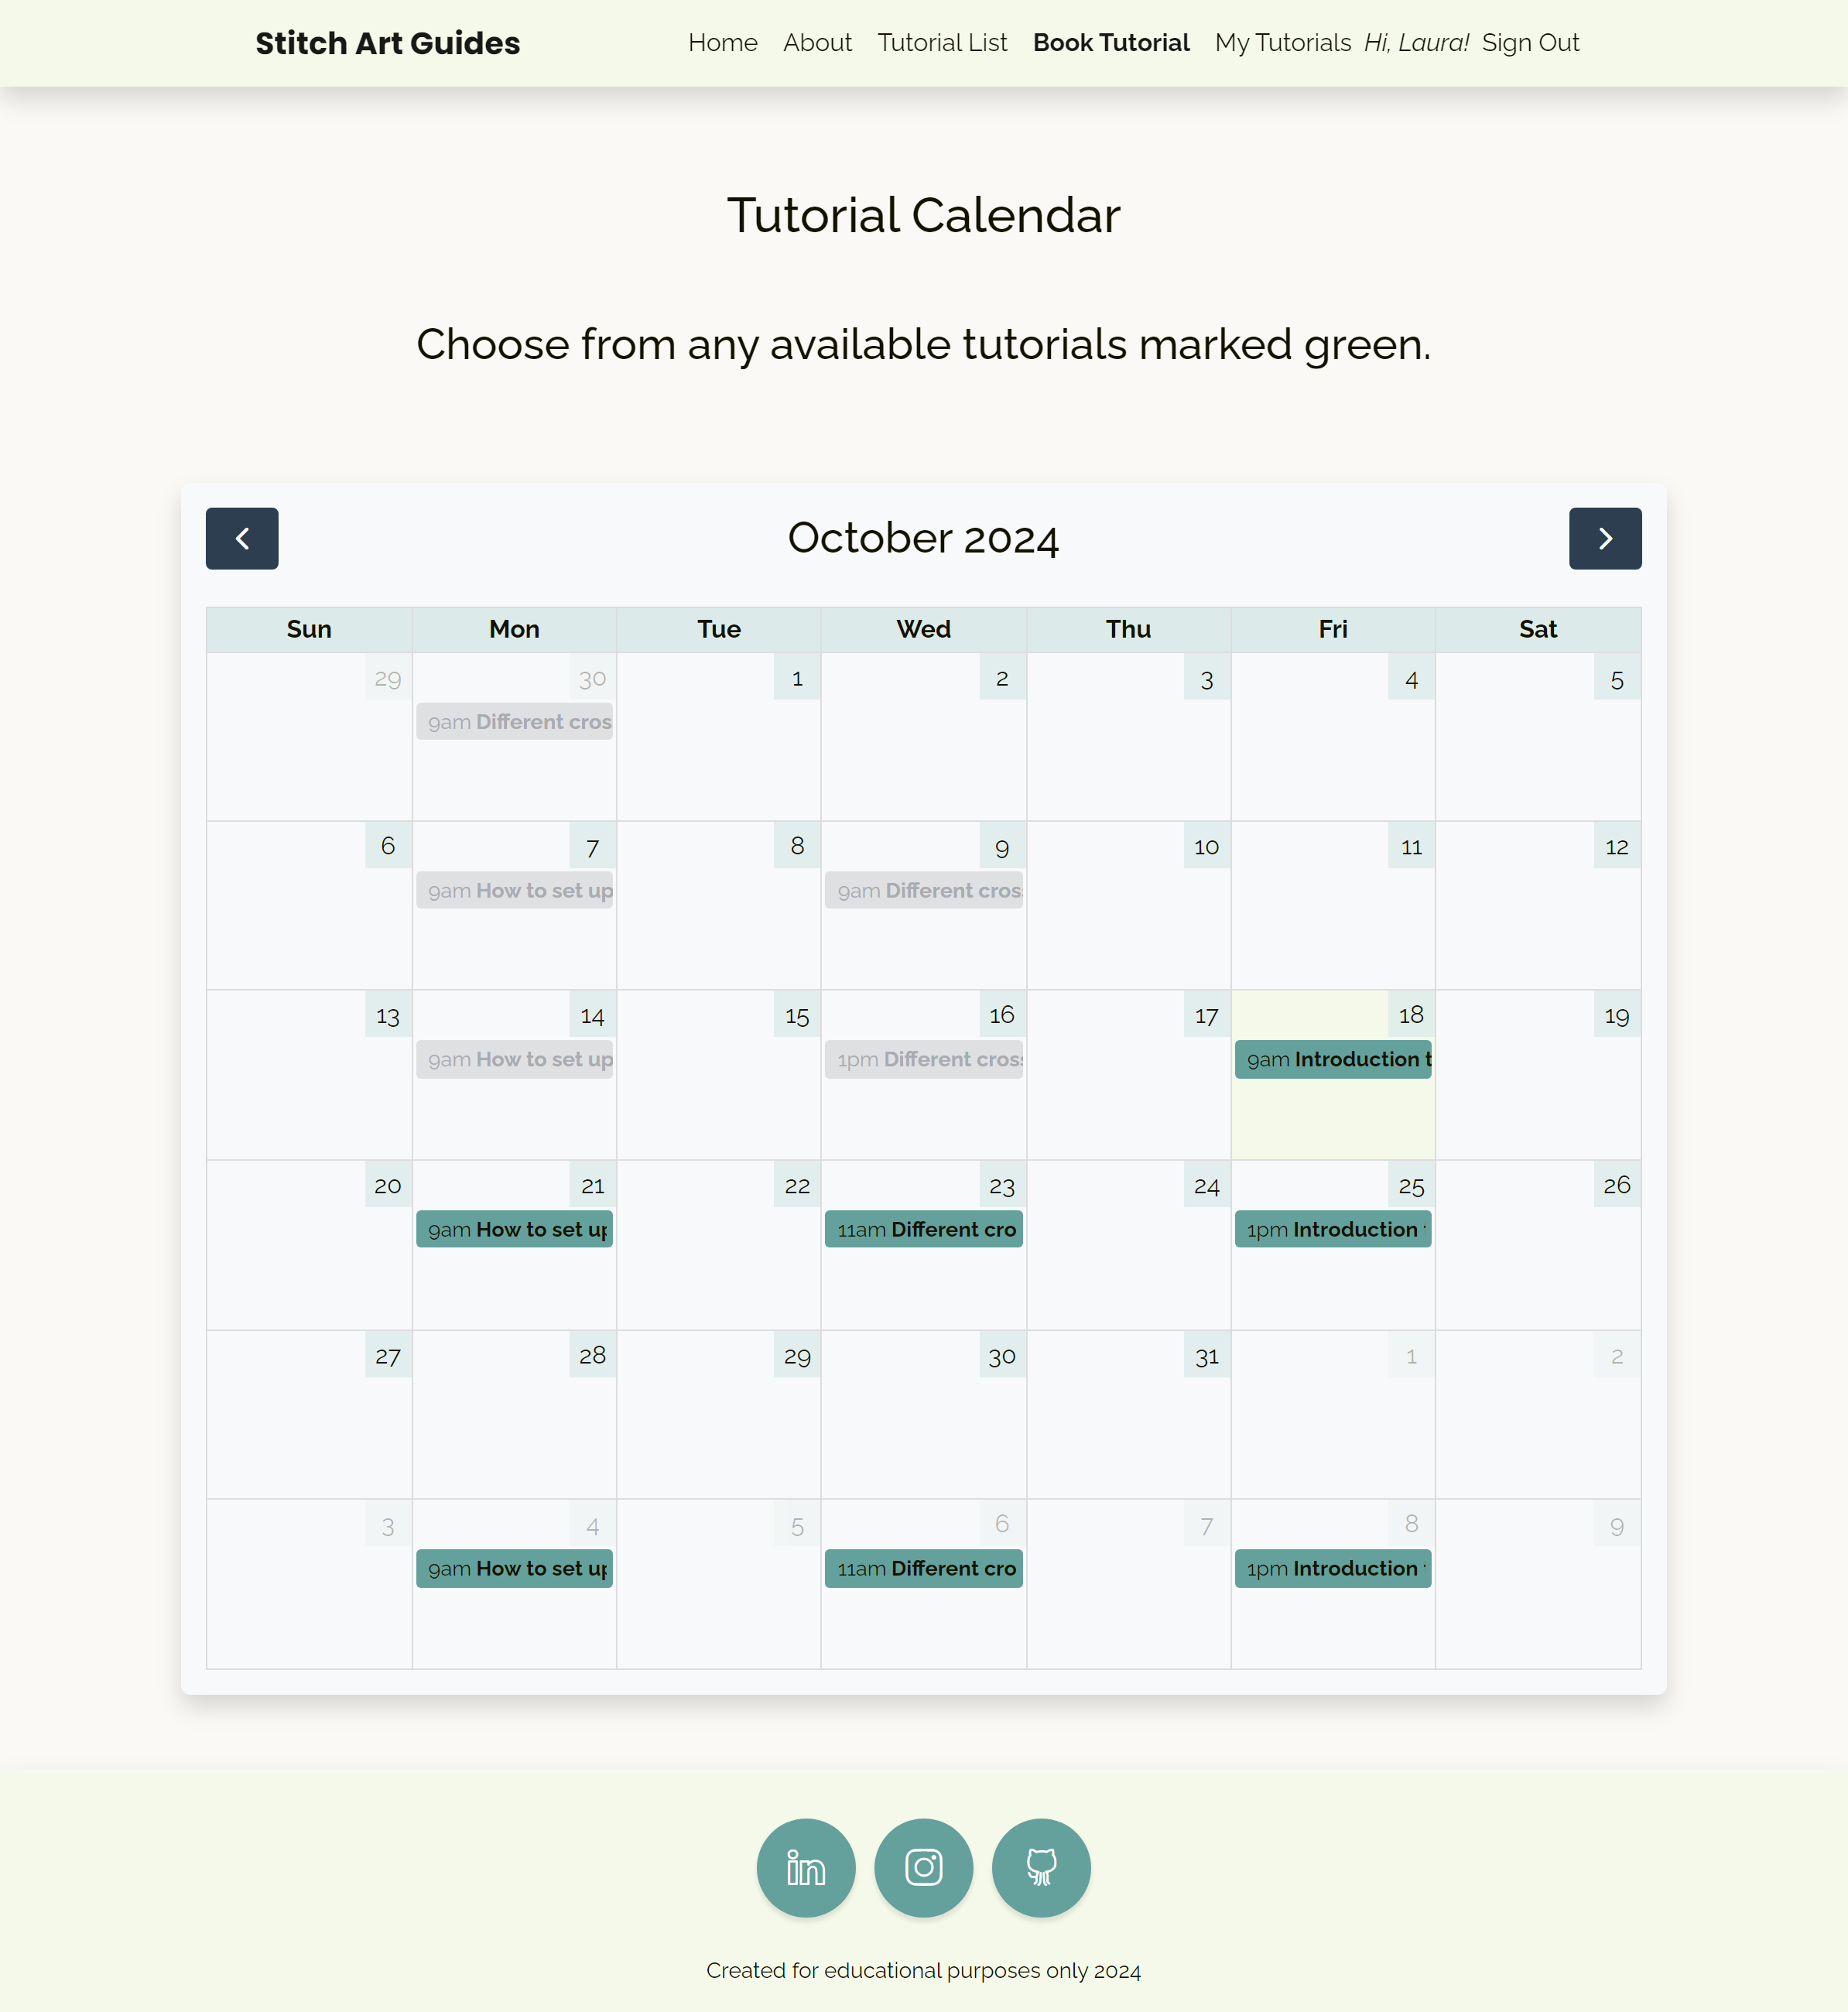 Stitch Art Guides Home About Tutorial List Book Tutorial My Tutorials Hi, Laura! Sign Out
Tutorial Calendar
Choose from any available tutorials marked green.
October 2024
Sun Mon Tue Wed Thu Fri Sat
29 30 1 2 3 4 5
9am Different cros
6 7 8 9 10 11 12
9am How to set up 9am Different cros
13 14 15 16 17 18 19
9am How to set up 1pm Different cross 9am Introduction t
20 21 22 23 24 25 26
9am How to set up 11am Different cro 1pm Introduction
27 28 29 30 31 1 2
3 4 5 6 7 8 9
9am How to set up 11am Different cro 1pm Introduction
in
Created for educational purposes only 2024